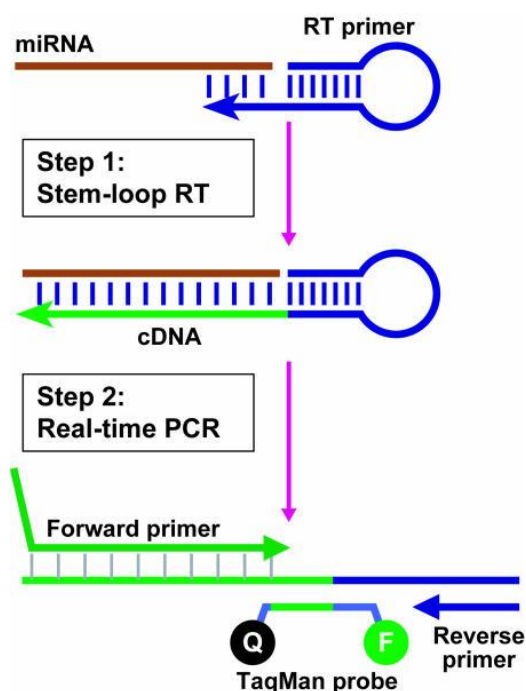 RT primer
miRNA
Step 1:
Stem-loop RT
cDNA
Step 2:
Real-time PCR
Forward primer
Q
F
Reverse
primer
TaqMan probe